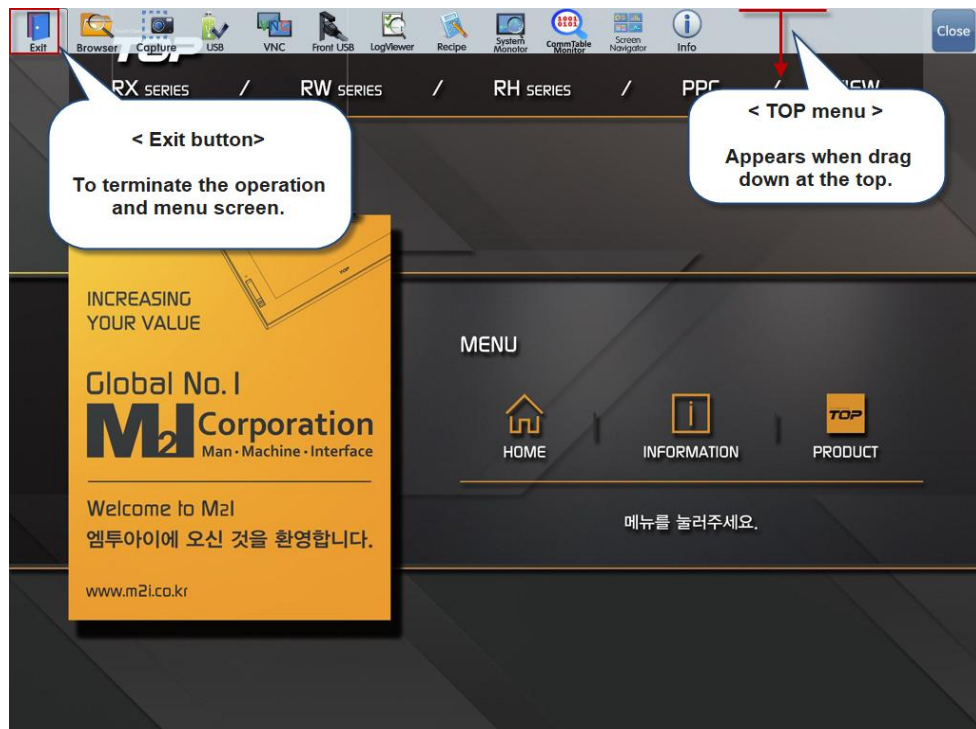 Exit
Browser
Capture
USB
VNC
Front USB
LogViewer
Recipe
System Monotor
CommTable Monitor
Screen Navigator
Info
Close
TOP
RX SERIES / RW SERIES / RH SERIES /
< Exit button>
To terminate the operation
and menu screen.
< TOP menu >
Appears when drag
down at the top.
INCREASING
YOUR VALUE
Global No.1
M2I Corporation
Man·Machine·Interface
Welcome to M2I
엠투아이에 오신 것을 환영합니다.
www.m2i.co.kr
MENU
HOME
INFORMATION
TOP
PRODUCT
메뉴를 눌러주세요.